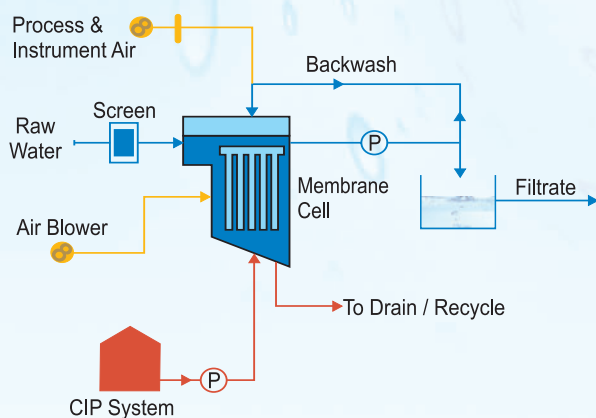 Process &
Instrument Air
Backwash
Screen
Raw
Water
P
Membrane
Cell
Filtrate
Air Blower
To Drain / Recycle
P
CIP System